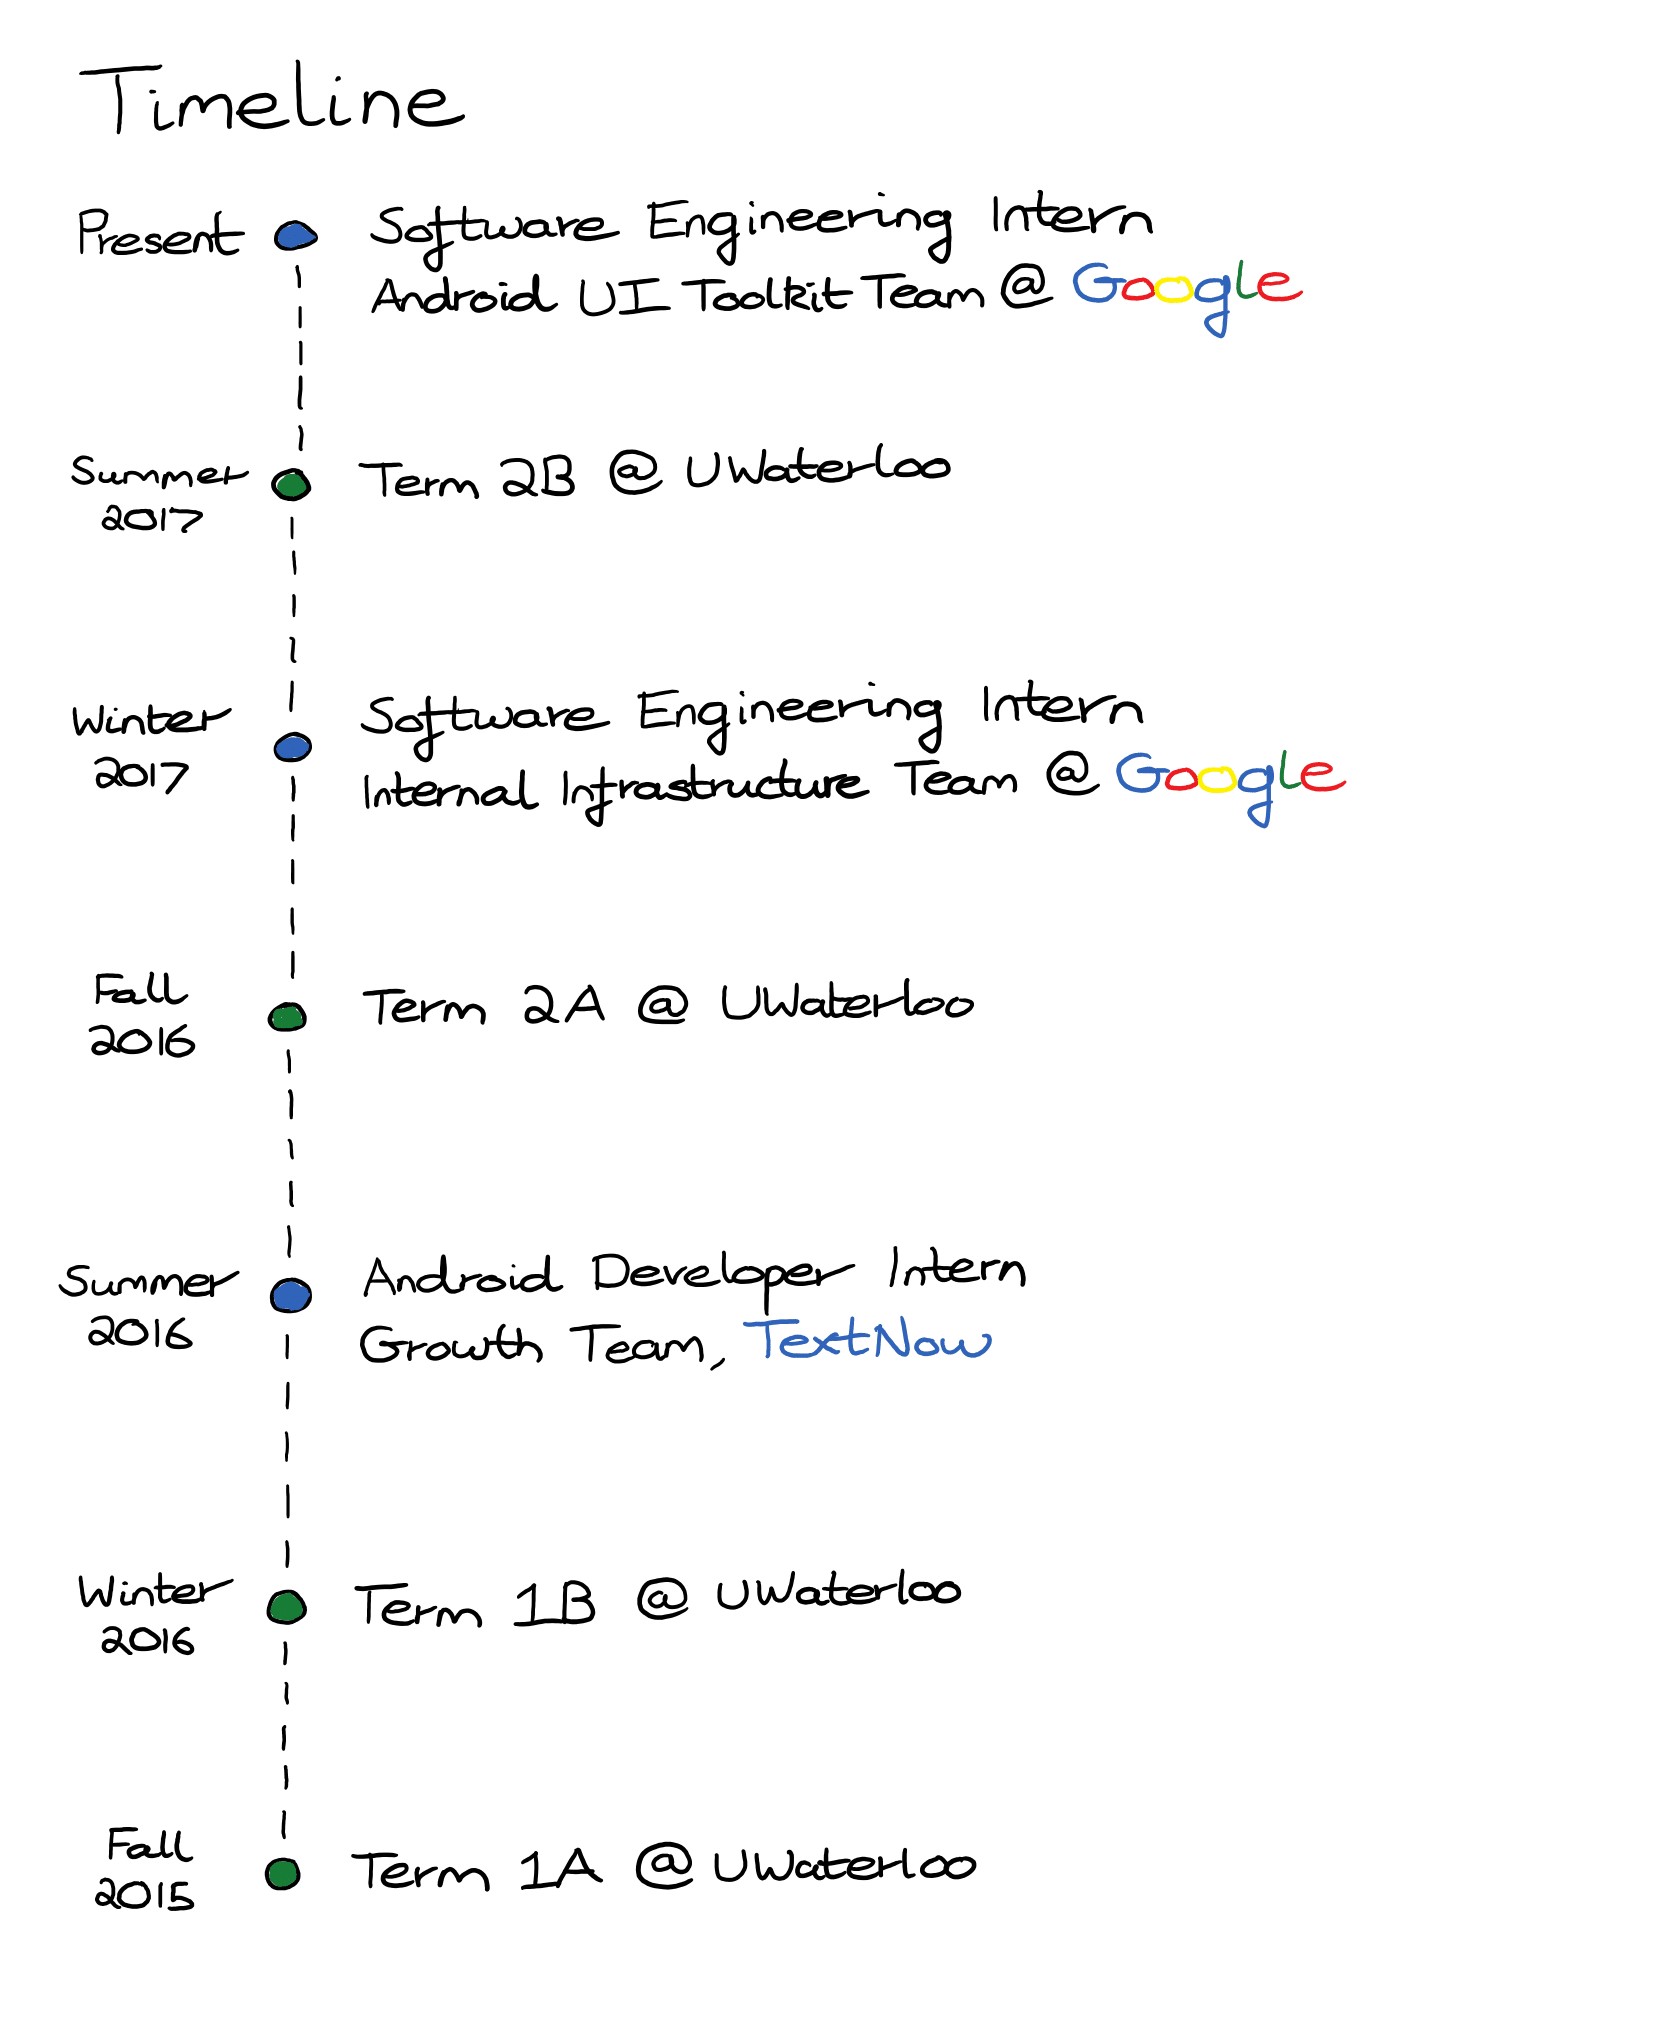 Timeline
Present
Software Engineering Intern
Android UI Toolkit Team @ Google
Summer
2017
Term 2B @ UWaterloo
Winter
2017
Software Engineering Intern
Internal Infrastructure Team @ Google
Fall
2016
Term 2A @ UWaterloo
Summer
2016
Android Developer Intern
Growth Team, TextNow
Winter
2016
Term 1B @ UWaterloo
Fall
2015
Term 1A @ UWaterloo